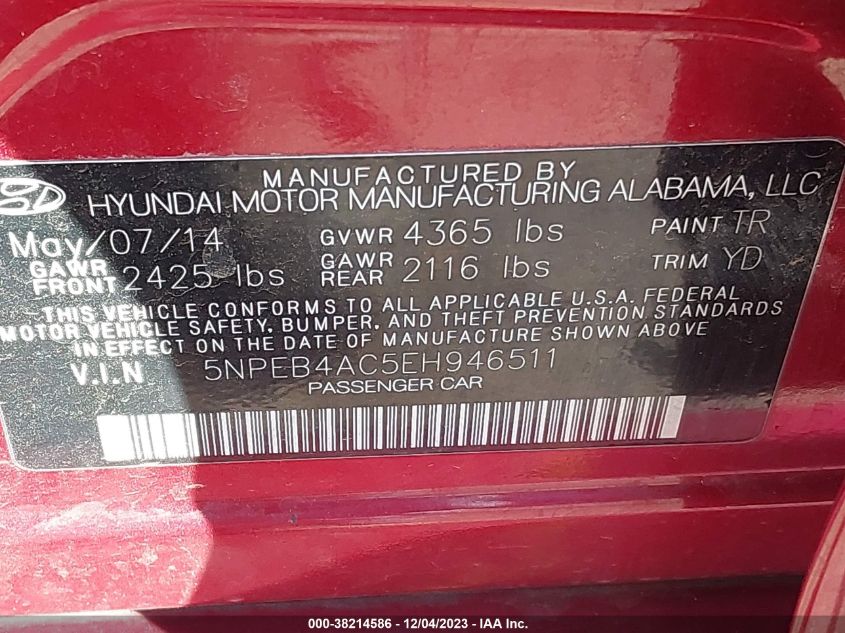 MANUFACTURED BY
HYUNDAI MOTOR MANUFACTURING ALABAMA, LLC
May/07/14 GVWR 4365 lbs PAINT TR
GAWR FRONT 2425 lbs GAWR REAR 2116 lbs TRIM YD
THIS VEHICLE CONFORMS TO ALL APPLICABLE U.S.A. FEDERAL
MOTOR VEHICLE SAFETY, BUMPER, AND THEFT PREVENTION STANDARDS
IN EFFECT ON THE DATE OF MANUFACTURE SHOWN ABOVE
V.I.N 5NPEB4AC5EH946511
PASSENGER CAR
000-38214586 - 12/04/2023 - IAA Inc.